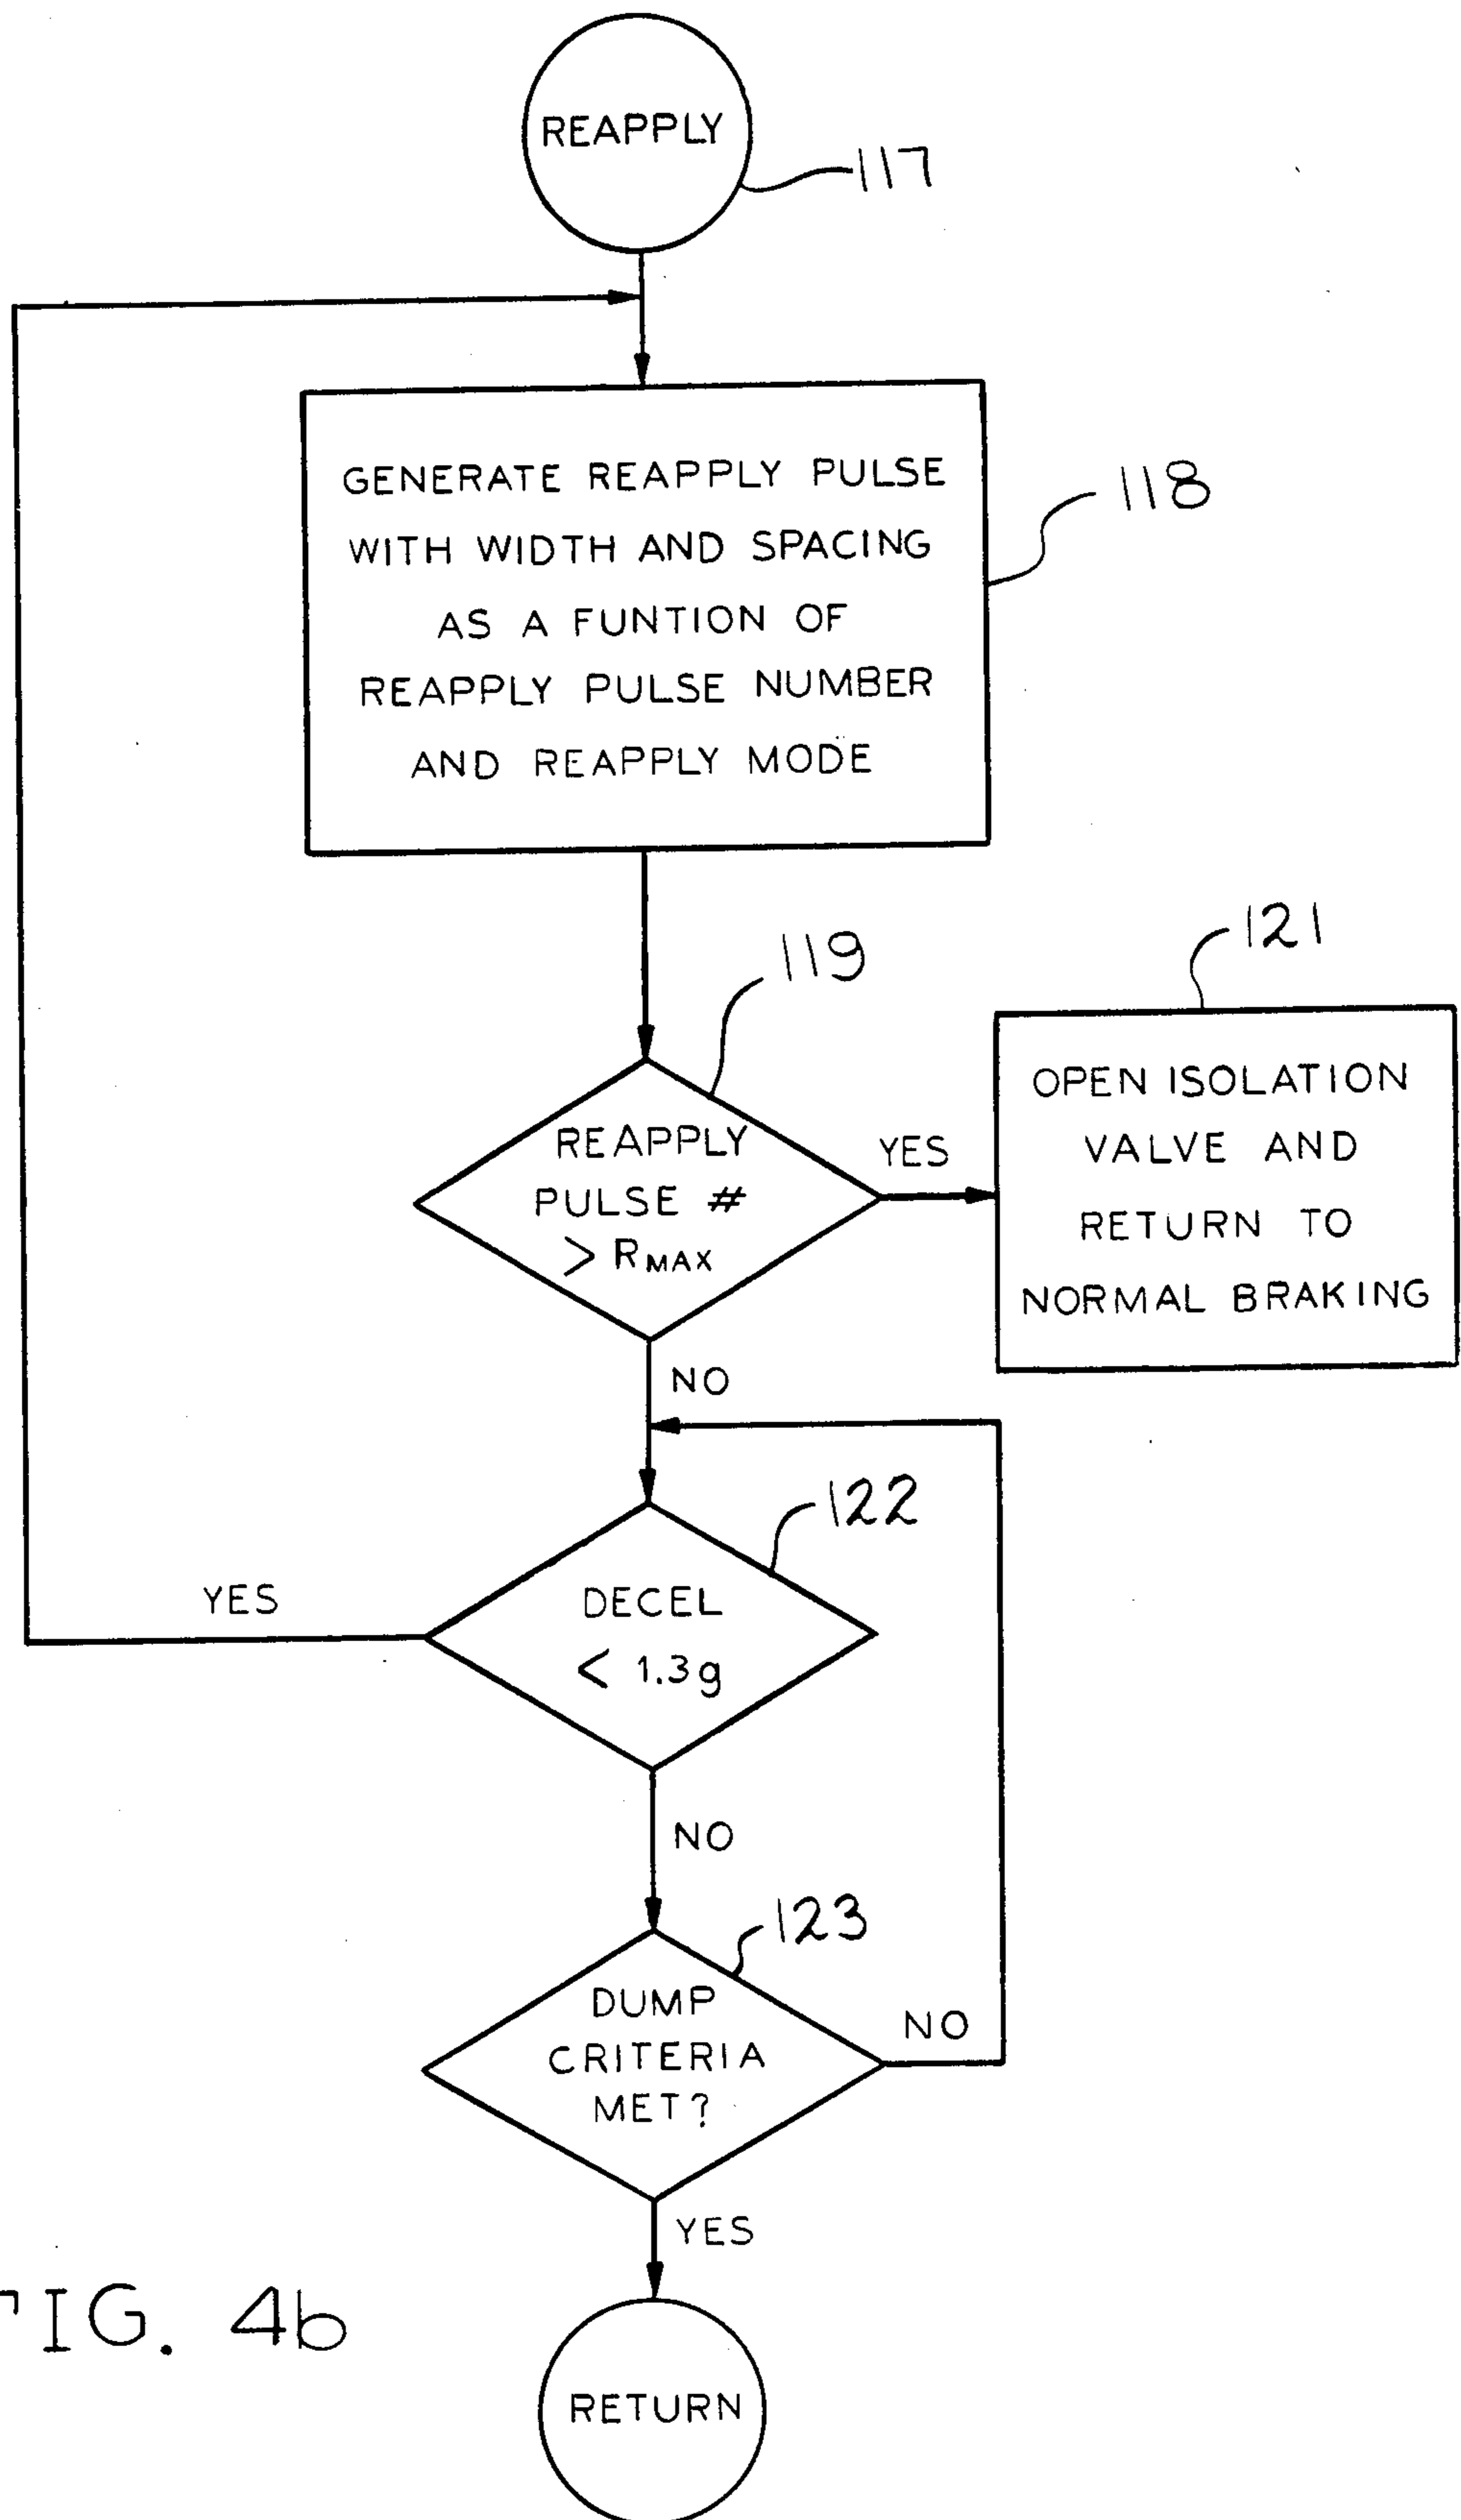 REAPPLY
117
GENERATE REAPPLY PULSE
WITH WIDTH AND SPACING
AS A FUNTION OF
REAPPLY PULSE NUMBER
AND REAPPLY MODE
118
119
121
REAPPLY
PULSE #
> RMAX
YES
OPEN ISOLATION
VALVE AND
RETURN TO
NORMAL BRAKING
NO
122
YES
DECEL
< 1.3g
NO
123
DUMP
CRITERIA
MET?
NO
YES
IG. 4b
RETURN